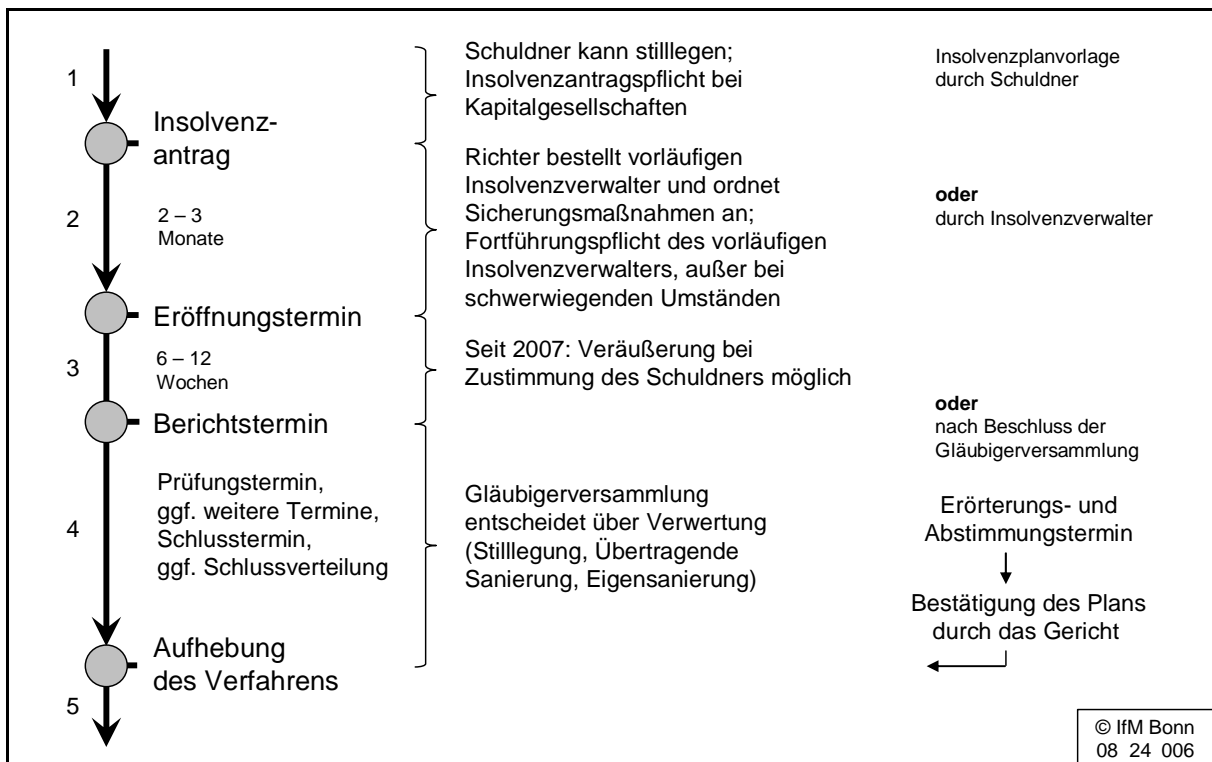 1
Insolvenz-
antrag
2
2 – 3
Monate
Eröffnungstermin
3
6 – 12
Wochen
Berichtstermin
4
Prüfungstermin,
ggf. weitere Termine,
Schlusstermin,
ggf. Schlussverteilung
Aufhebung
des Verfahrens
5
Schuldner kann stilllegen;
Insolvenzantragspflicht bei
Kapitalgesellschaften
Richter bestellt vorläufigen
Insolvenzverwalter und ordnet
Sicherungsmaßnahmen an;
Fortführungspflicht des vorläufigen
Insolvenzverwalters, außer bei
schwerwiegenden Umständen
Seit 2007: Veräußerung bei
Zustimmung des Schuldners möglich
Gläubigerversammlung
entscheidet über Verwertung
(Stilllegung, Übertragende
Sanierung, Eigensanierung)
Insolvenzplanvorlage
durch Schuldner
oder
durch Insolvenzverwalter
oder
nach Beschluss der
Gläubigerversammlung
Erörterungs- und
Abstimmungstermin
Bestätigung des Plans
durch das Gericht
© IfM Bonn
08 24 006